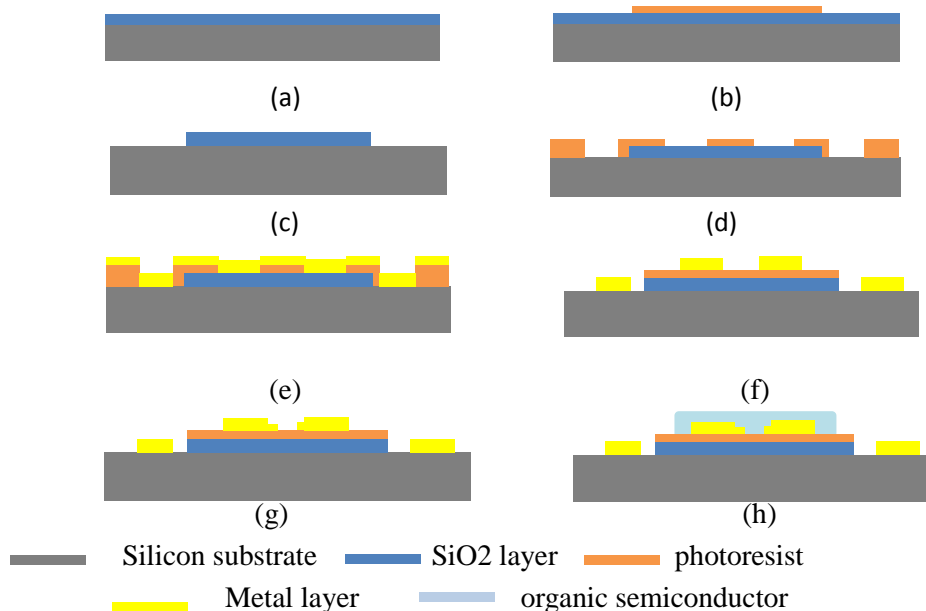 (a)
(b)
(c)
(d)
(e)
(f)
(g)
(h)
Silicon substrate SiO2 layer photoresist
Metal layer organic semiconductor